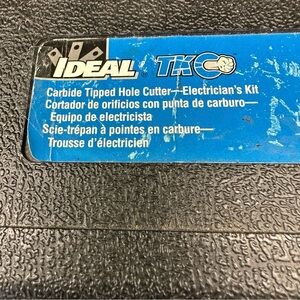 IDEAL TKO
Carbide Tipped Hole Cutter—Electrician's Kit
Cortador de orificios con punta de carburo—
Equipo de electricista
Scie-trépan à pointes en carbure—
Trousse d'électricien